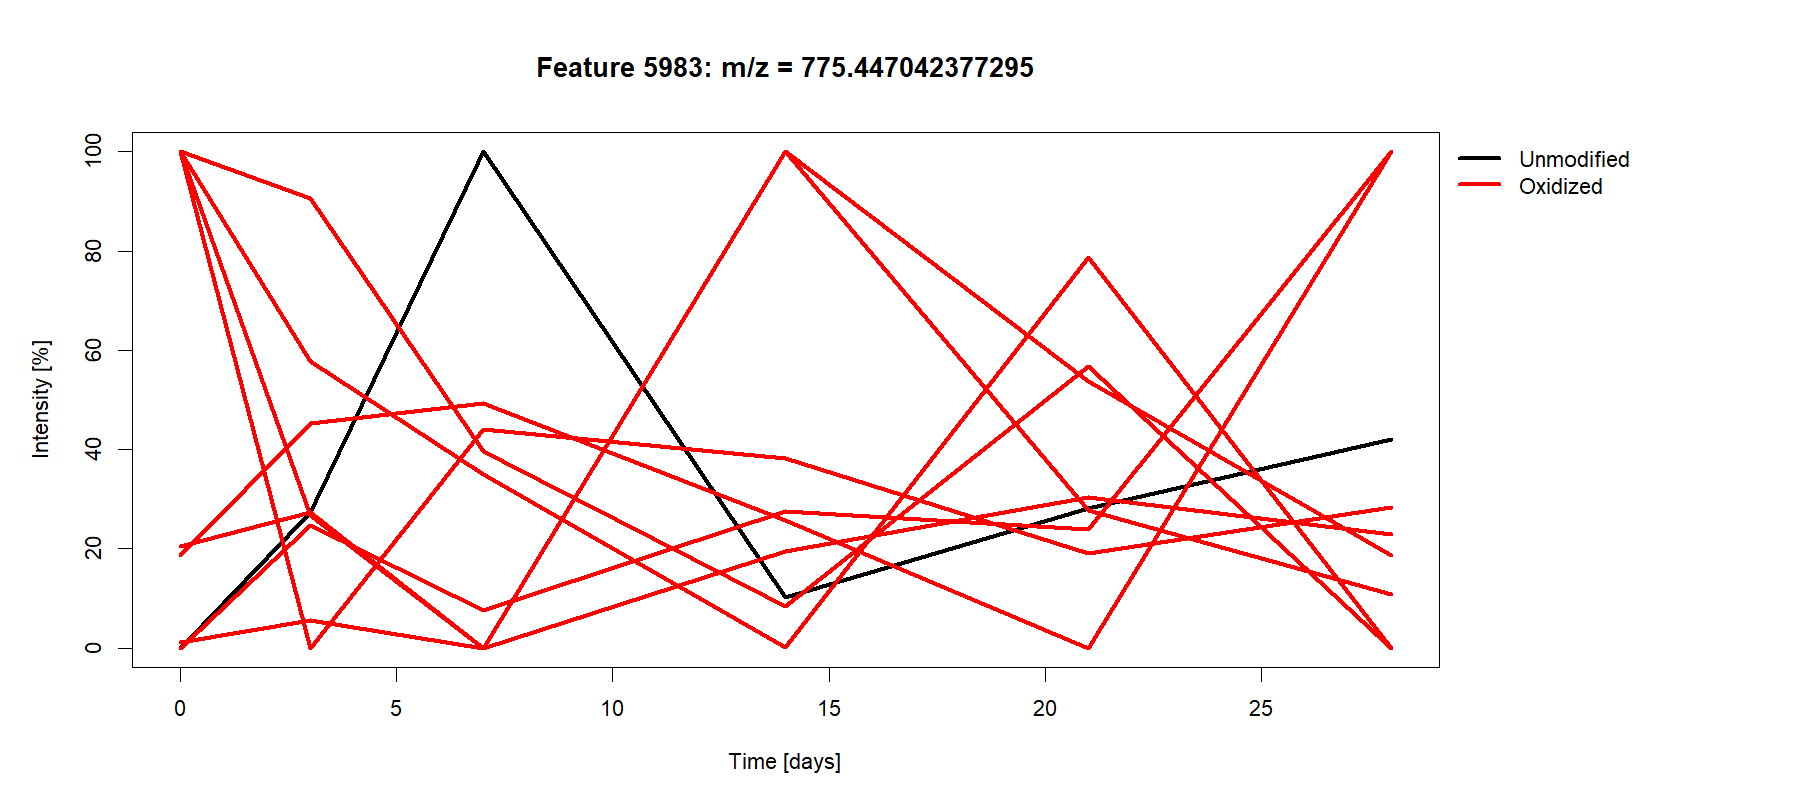 Feature 5983: m/z = 775.447042377295
Unmodified
Oxidized
Intensity [%]
100
80
60
40
20
0
0 5 10 15 20 25
Time [days]